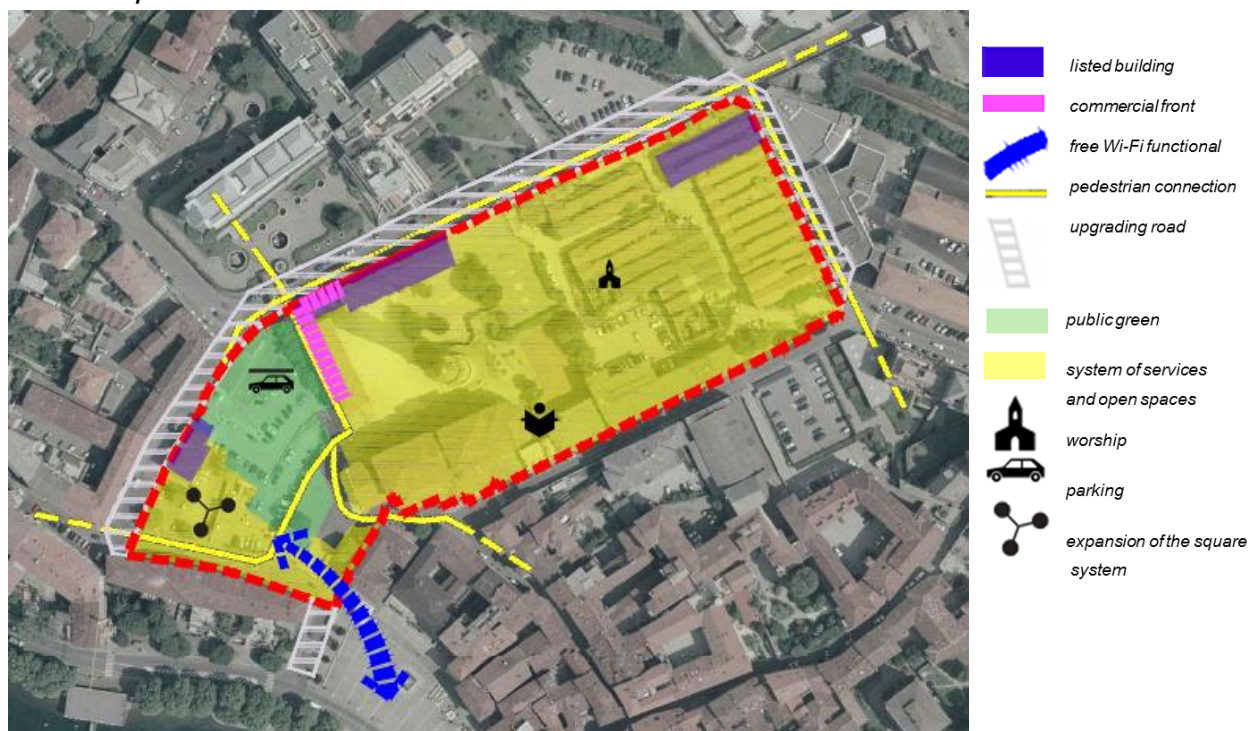 listed building
commercial front
free Wi-Fi functional
pedestrian connection
upgrading road
public green
system of services
and open spaces
worship
parking
expansion of the square
system